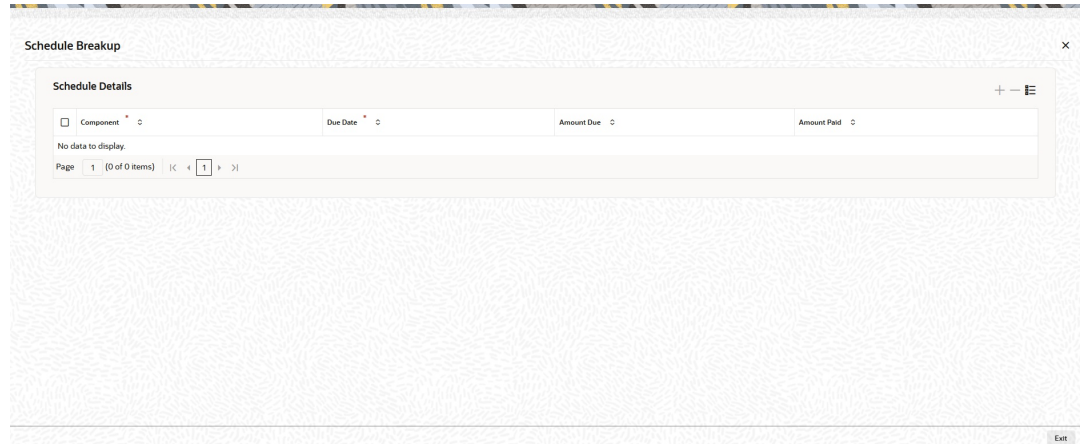 Schedule Breakup
Schedule Details
Component * Due Date * Amount Due Amount Paid
No data to display.
Page 1 (0 of 0 items) 1
Exit